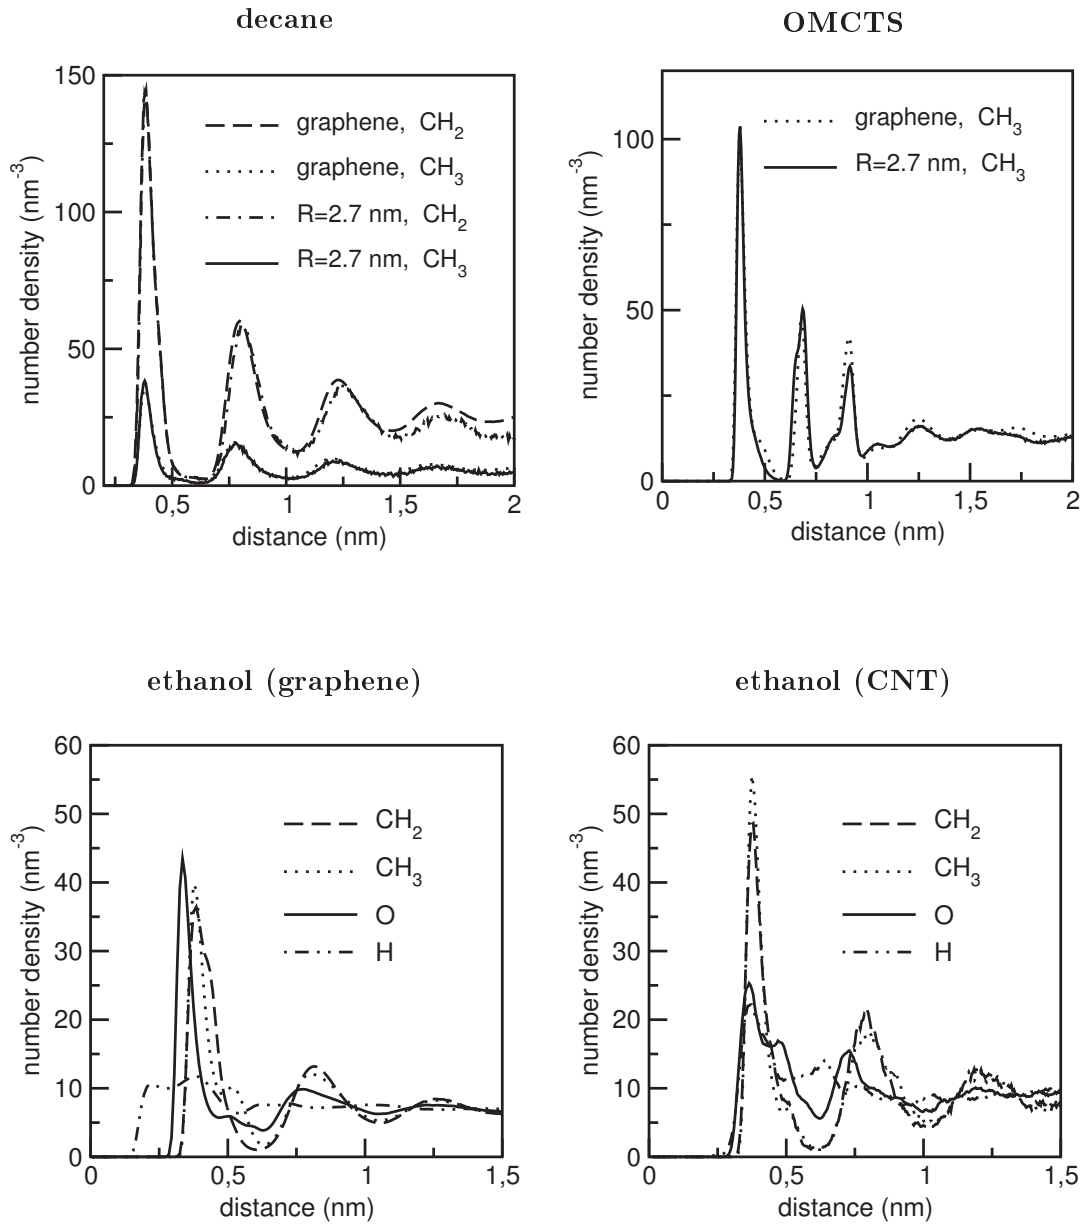 decane
150
100
50
0
0,5
1
1,5
2
number density (nm-3)
distance (nm)
graphene, CH2
graphene, CH3
R=2.7 nm, CH2
R=2.7 nm, CH3
OMCTS
100
50
0
0
0,5
1
1,5
2
number density (nm-3)
distance (nm)
graphene, CH3
R=2.7 nm, CH3
ethanol (graphene)
60
50
40
30
20
10
0
0
0,5
1
1,5
number density (nm-3)
distance (nm)
CH2
CH3
O
H
ethanol (CNT)
60
50
40
30
20
10
0
0
0,5
1
1,5
number density (nm-3)
distance (nm)
CH2
CH3
O
H